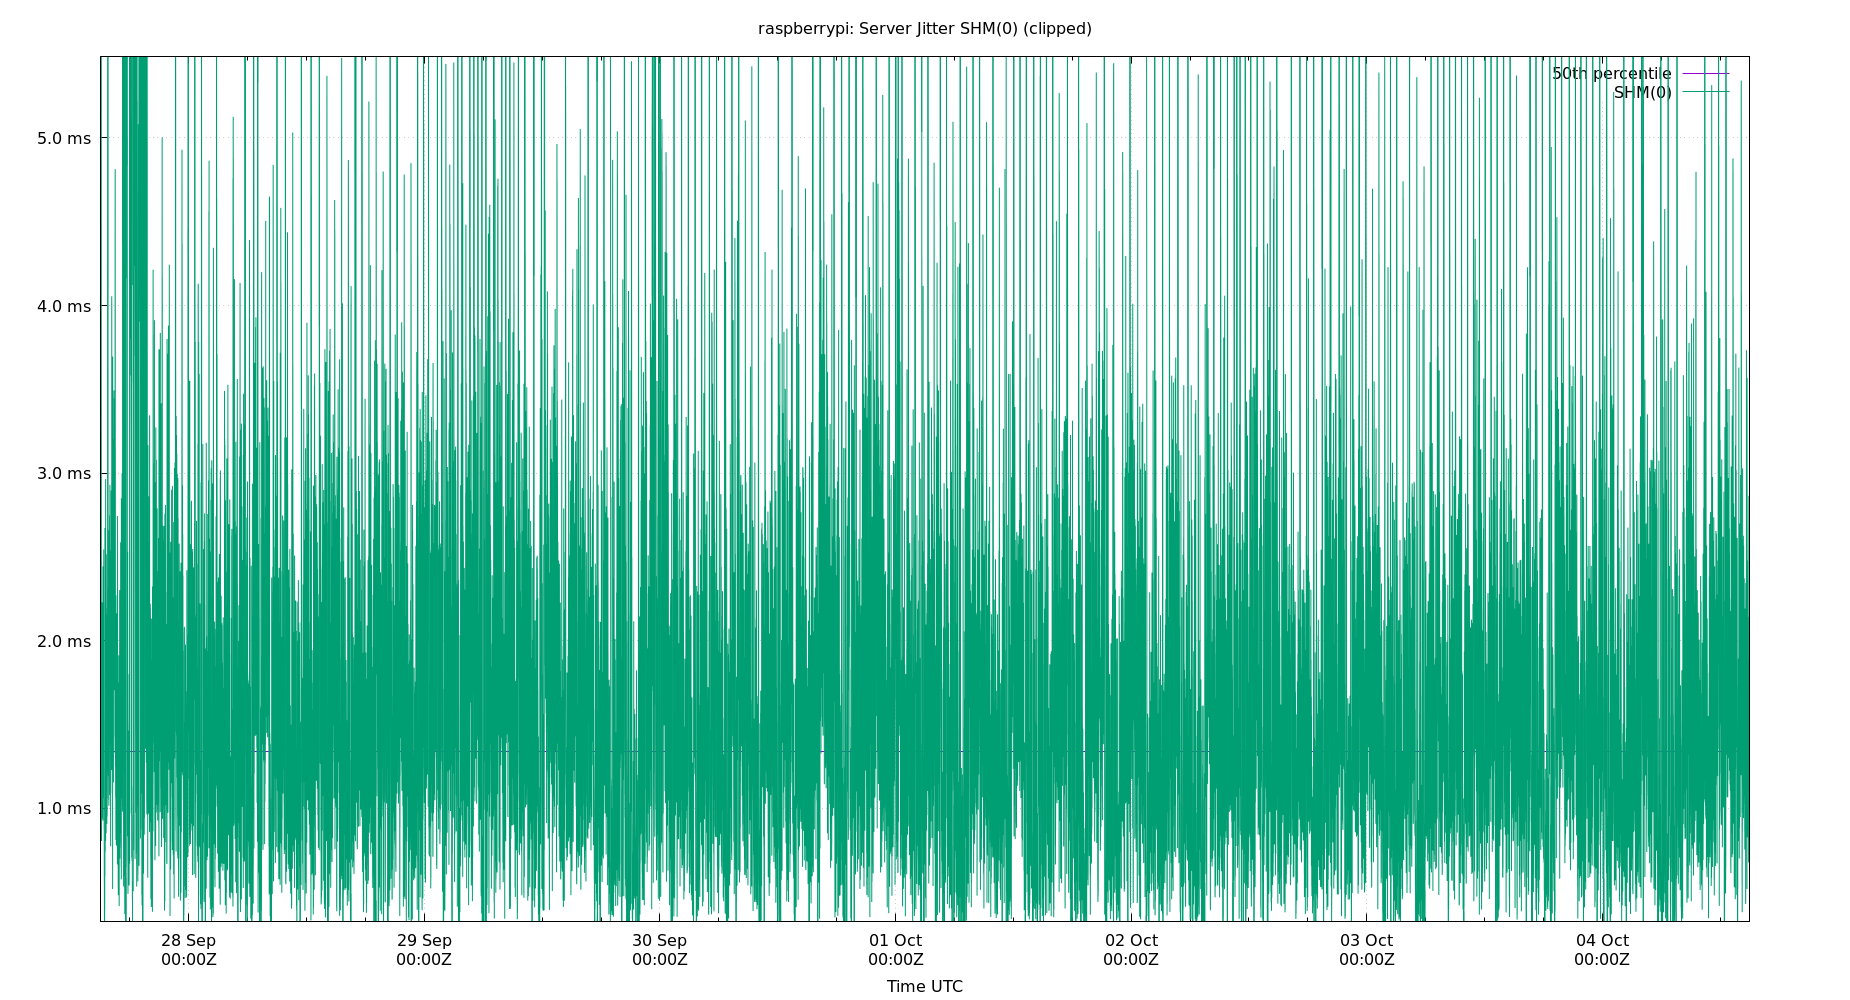 raspberrypi: Server Jitter SHM(0) (clipped)
50th percentile
SHM(0)
5.0 ms
4.0 ms
3.0 ms
2.0 ms
1.0 ms
28 Sep 29 Sep 30 Sep 01 Oct 02 Oct 03 Oct 04 Oct
00:00Z 00:00Z 00:00Z 00:00Z 00:00Z 00:00Z 00:00Z
Time UTC